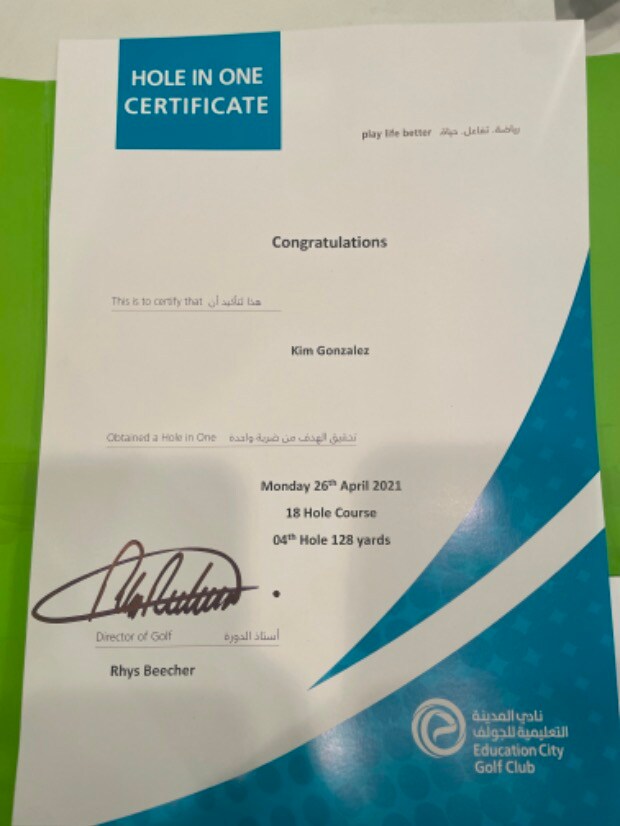 HOLE IN ONE
CERTIFICATE
play life better رياضة. تفاعل. حياة.
Congratulations
This is to certify that هذا لتأكيد أن
Kim Gonzalez
Obtained a Hole in One تحقيق الهدف من ضربة واحدة
Monday 26th April 2021
18 Hole Course
04th Hole 128 yards
Director of Golf أستاذ الدورة
Rhys Beecher
نادي المدينة
التعليمية للجولف
Education City
Golf Club